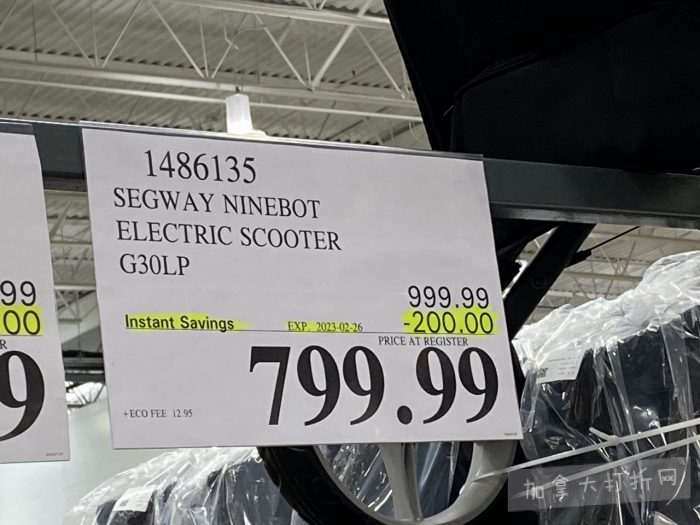 1486135
SEGWAY NINEBOT
ELECTRIC SCOOTER
G30LP
999.99
Instant Savings EXP. 2023-02-26 -200.00
PRICE AT REGISTER
799.99
+ECO FEE 12.95
99
00
R
9
加拿大打折网